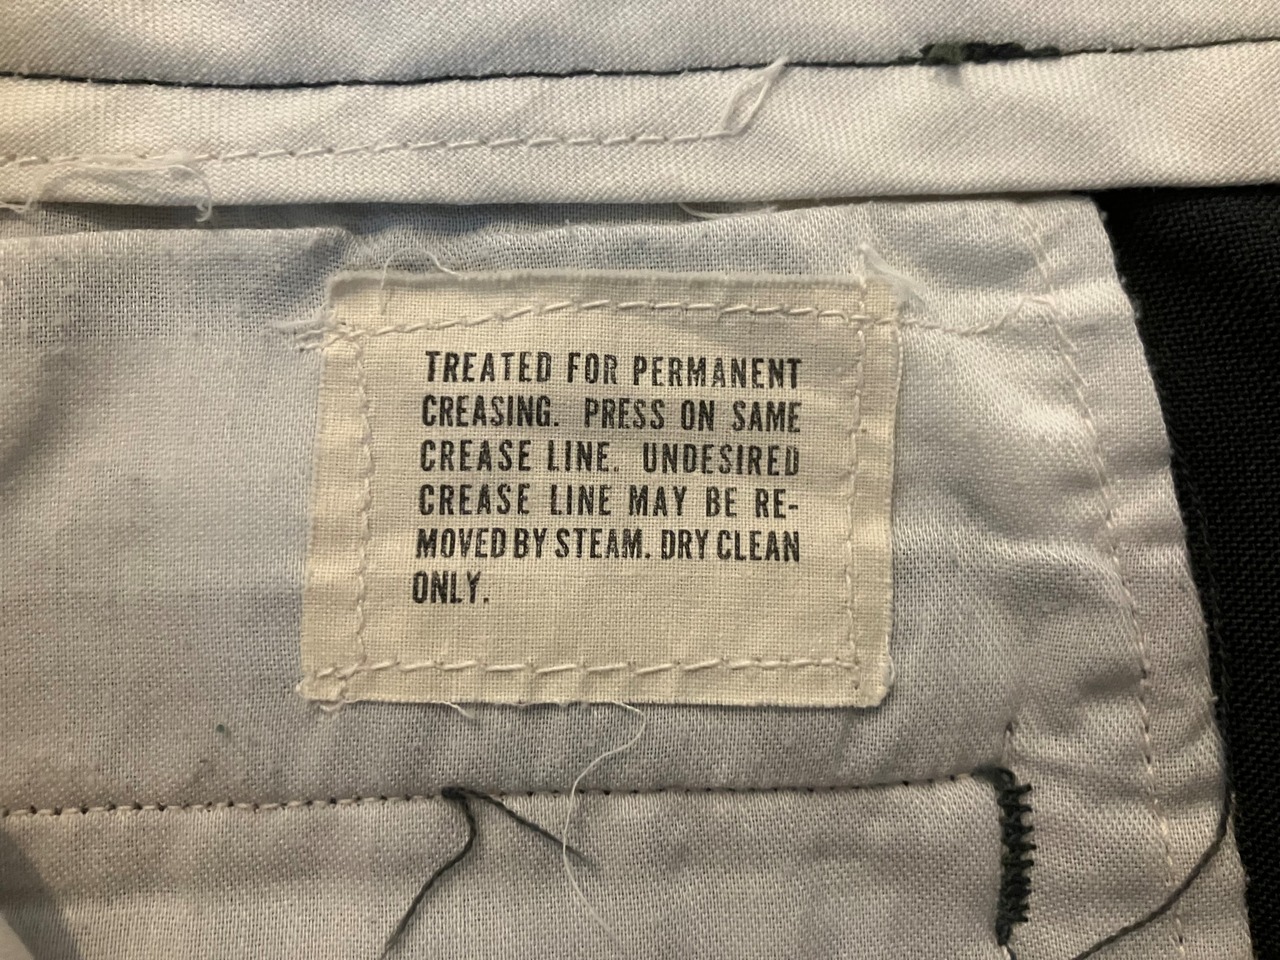 TREATED FOR PERMANENT
CREASING. PRESS ON SAME
CREASE LINE. UNDESIRED
CREASE LINE MAY BE RE-
MOVED BY STEAM. DRY CLEAN
ONLY.